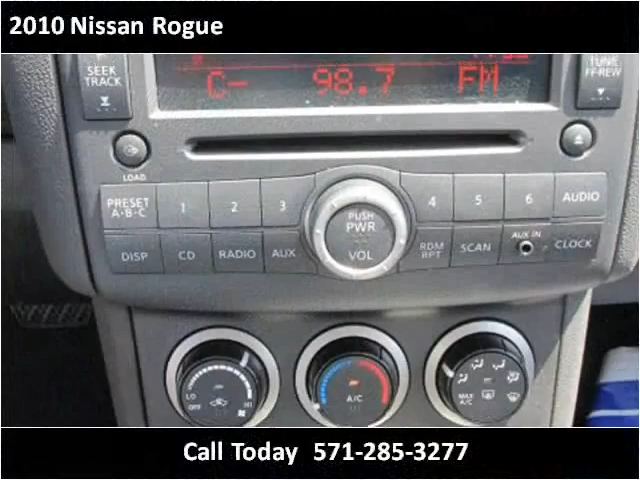 2010 Nissan Rogue
SEEK
TRACK
TUNE
FF·REW
C- 98.7 FM
LOAD
PRESET
A·B·C
1 2 3
PUSH
PWR
VOL
4 5 6
AUDIO
DISP CD RADIO AUX
RDM
RPT
SCAN
AUX IN
CLOCK
LO
OFF
HI
A/C
MAX
A/C
Call Today 571-285-3277